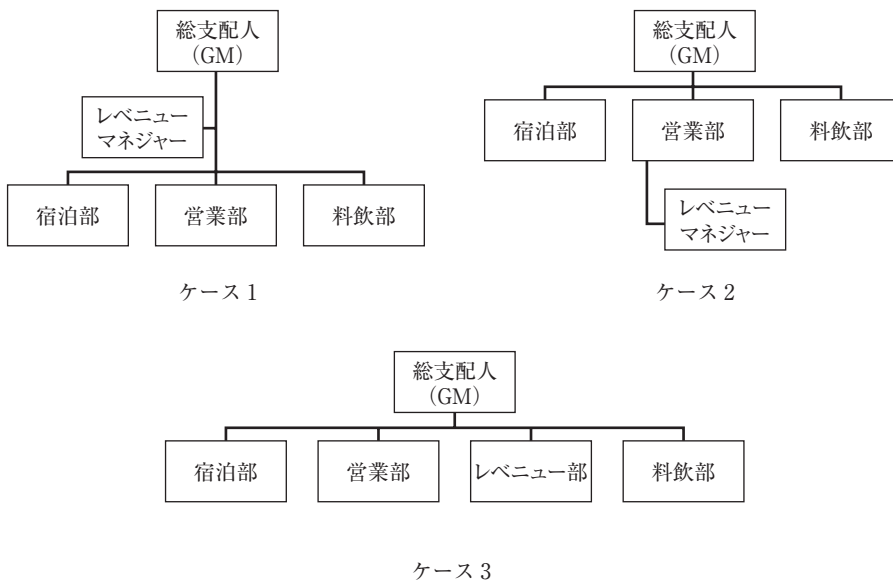 総支配人
(GM)
レベニュー
マネジャー
宿泊部
営業部
料飲部
ケース1
総支配人
(GM)
宿泊部
営業部
料飲部
レベニュー
マネジャー
ケース2
総支配人
(GM)
宿泊部
営業部
レベニュー部
料飲部
ケース3